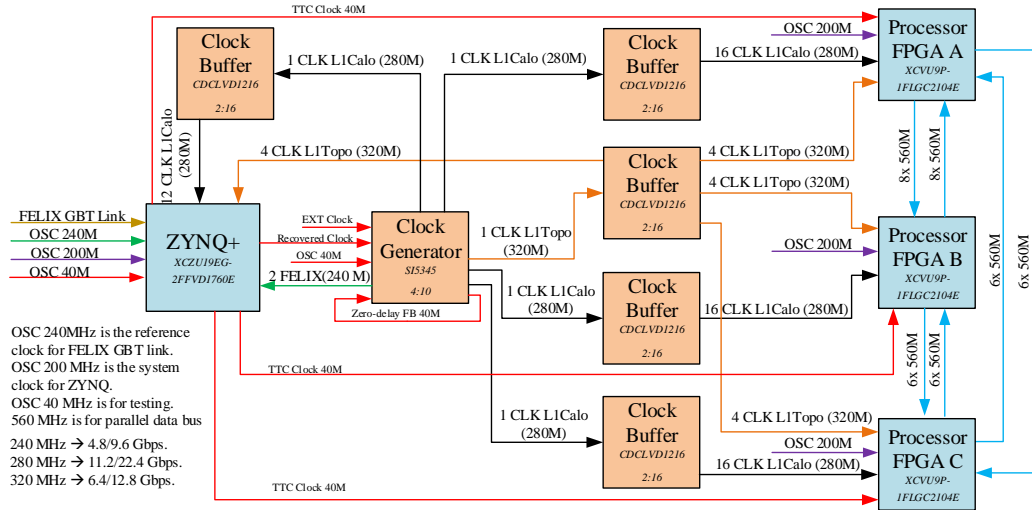 TTC Clock 40M
Clock
Buffer
CDCLVD1216
2:16
1 CLK L1Calo (280M)
1 CLK L1Calo (280M)
Clock
Buffer
CDCLVD1216
2:16
OSC 200M
16 CLK L1Calo (280M)
Processor
FPGA A
XCVU9P-
1FLGC2104E
12 CLK L1Calo
(280M)
4 CLK L1Topo (320M)
Clock
Buffer
CDCLVD1216
2:16
4 CLK L1Topo (320M)
4 CLK L1Topo (320M)
8x 560M
8x 560M
FELIX GBT Link
OSC 240M
OSC 200M
OSC 40M
ZYNQ+
XCZU19EG-
2FFVD1760E
EXT Clock
Recovered Clock
OSC 40M
2 FELIX(240 M)
Zero-delay FB 40M
Clock
Generator
SI5345
4:10
1 CLK L1Topo
(320M)
1 CLK L1Calo
(280M)
Clock
Buffer
CDCLVD1216
2:16
OSC 200M
16 CLK L1Calo (280M)
Processor
FPGA B
XCVU9P-
1FLGC2104E
6x 560M
6x 560M
OSC 240MHz is the reference
clock for FELIX GBT link.
OSC 200 MHz is the system
clock for ZYNQ.
OSC 40 MHz is for testing.
560 MHz is for parallel data bus
240 MHz → 4.8/9.6 Gbps.
280 MHz → 11.2/22.4 Gbps.
320 MHz → 6.4/12.8 Gbps.
TTC Clock 40M
6x 560M
6x 560M
1 CLK L1Calo
(280M)
Clock
Buffer
CDCLVD1216
2:16
4 CLK L1Topo (320M)
OSC 200M
16 CLK L1Calo (280M)
Processor
FPGA C
XCVU9P-
1FLGC2104E
TTC Clock 40M